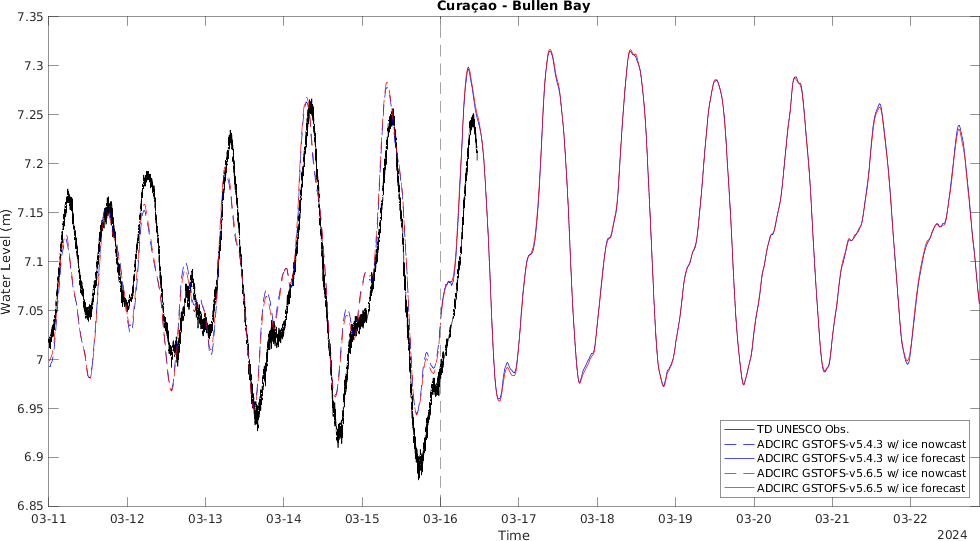 Curaçao - Bullen Bay
Water Level (m)
7.35
7.3
7.25
7.2
7.15
7.1
7.05
7
6.95
6.9
6.85
TD UNESCO Obs.
ADCIRC GSTOFS-v5.4.3 w/ ice nowcast
ADCIRC GSTOFS-v5.4.3 w/ ice forecast
ADCIRC GSTOFS-v5.6.5 w/ ice nowcast
ADCIRC GSTOFS-v5.6.5 w/ ice forecast
03-11 03-12 03-13 03-14 03-15 03-16 03-17 03-18 03-19 03-20 03-21 03-22
Time
2024